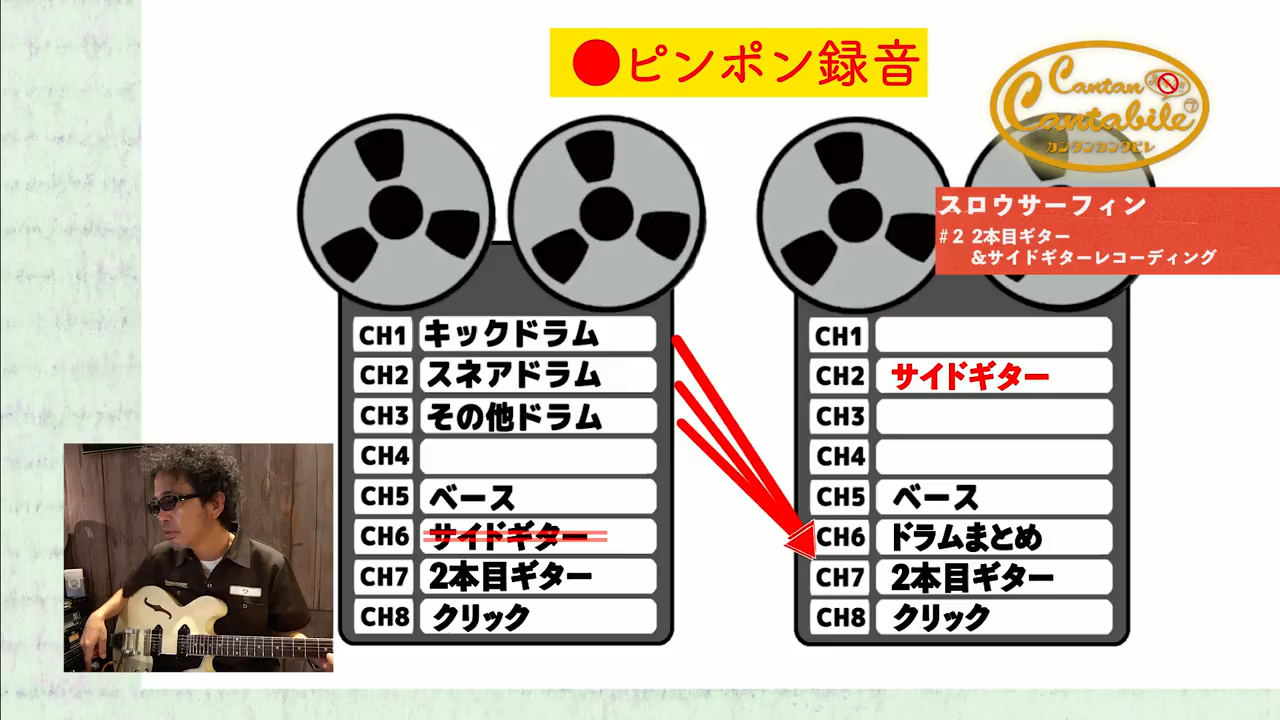 ●ピンポン録音
Cantan
Cantabile
カンタンカンタビレ
スロウサーフィン
#2 2本目ギター
&サイドギターレコーディング
CH1 キックドラム
CH2 スネアドラム
CH3 その他ドラム
CH4
CH5 ベース
CH6 サイドギター
CH7 2本目ギター
CH8 クリック
CH1
CH2 サイドギター
CH3
CH4
CH5 ベース
CH6 ドラムまとめ
CH7 2本目ギター
CH8 クリック